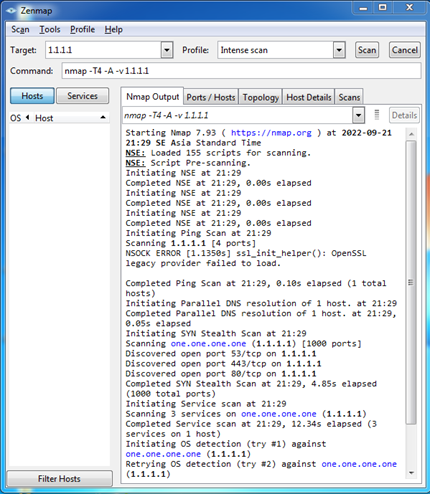 Zenmap
Scan Tools Profile Help
Target: 1.1.1.1 Profile: Intense scan Scan Cancel
Command: nmap -T4 -A -v 1.1.1.1
Hosts Services
OS Host
Nmap Output Ports / Hosts Topology Host Details Scans
nmap -T4 -A -v 1.1.1.1 Details
Starting Nmap 7.93 ( https://nmap.org ) at 2022-09-21
21:29 SE Asia Standard Time
NSE: Loaded 155 scripts for scanning.
NSE: Script Pre-scanning.
Initiating NSE at 21:29
Completed NSE at 21:29, 0.00s elapsed
Initiating NSE at 21:29
Completed NSE at 21:29, 0.00s elapsed
Initiating NSE at 21:29
Completed NSE at 21:29, 0.00s elapsed
Initiating Ping Scan at 21:29
Scanning 1.1.1.1 [4 ports]
NSOCK ERROR [1.1350s] ssl_init_helper(): OpenSSL
legacy provider failed to load.
Completed Ping Scan at 21:29, 0.10s elapsed (1 total
hosts)
Initiating Parallel DNS resolution of 1 host. at 21:29
Completed Parallel DNS resolution of 1 host. at 21:29,
0.05s elapsed
Initiating SYN Stealth Scan at 21:29
Scanning one.one.one.one (1.1.1.1) [1000 ports]
Discovered open port 53/tcp on 1.1.1.1
Discovered open port 443/tcp on 1.1.1.1
Discovered open port 80/tcp on 1.1.1.1
Completed SYN Stealth Scan at 21:29, 4.85s elapsed
(1000 total ports)
Initiating Service scan at 21:29
Scanning 3 services on one.one.one.one (1.1.1.1)
Completed Service scan at 21:29, 12.34s elapsed (3
services on 1 host)
Initiating OS detection (try #1) against
one.one.one.one (1.1.1.1)
Retrying OS detection (try #2) against one.one.one.one
(1.1.1.1)
Filter Hosts